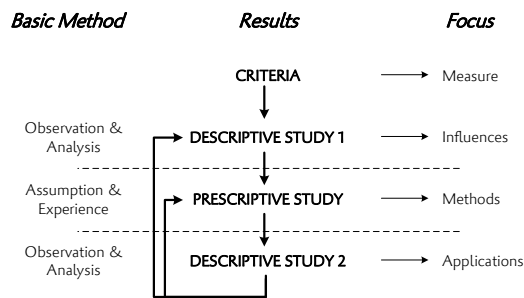 Basic Method Results Focus
CRITERIA Measure
Observation &
Analysis
DESCRIPTIVE STUDY 1 Influences
Assumption &
Experience
PRESCRIPTIVE STUDY Methods
Observation &
Analysis
DESCRIPTIVE STUDY 2 Applications